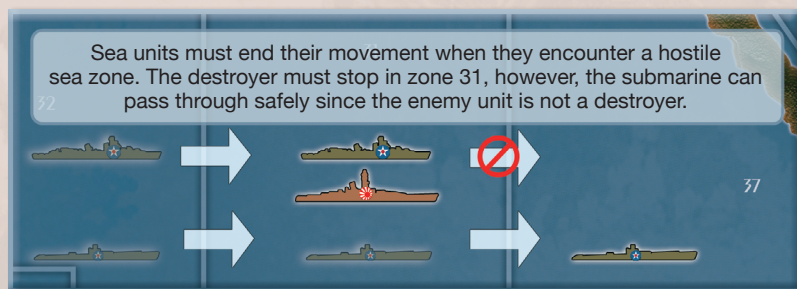 Sea units must end their movement when they encounter a hostile
sea zone. The destroyer must stop in zone 31, however, the submarine can
pass through safely since the enemy unit is not a destroyer.
32
37